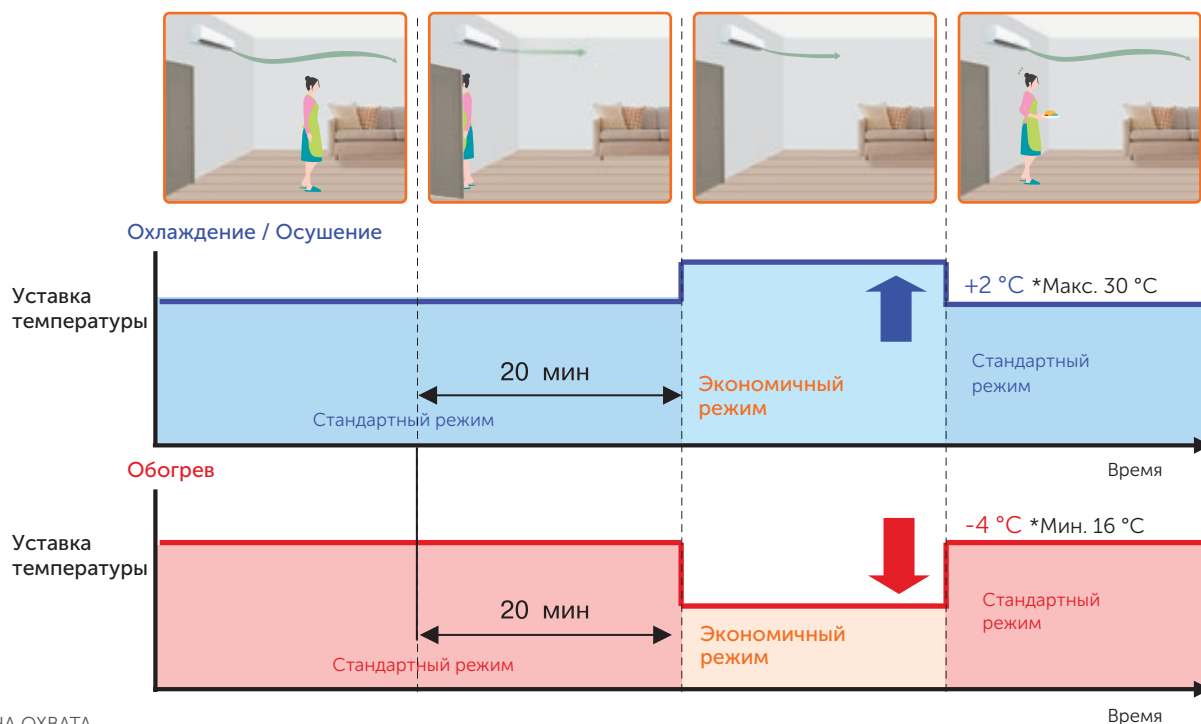 Охлаждение / Осушение
Уставка
температуры
+2 °C *Макс. 30 °C
20 мин
Экономичный
режим
Стандартный
режим
Стандартный режим
Время
Обогрев
Уставка
температуры
-4 °C *Мин. 16 °C
20 мин
Экономичный
режим
Стандартный
режим
Стандартный режим
Время